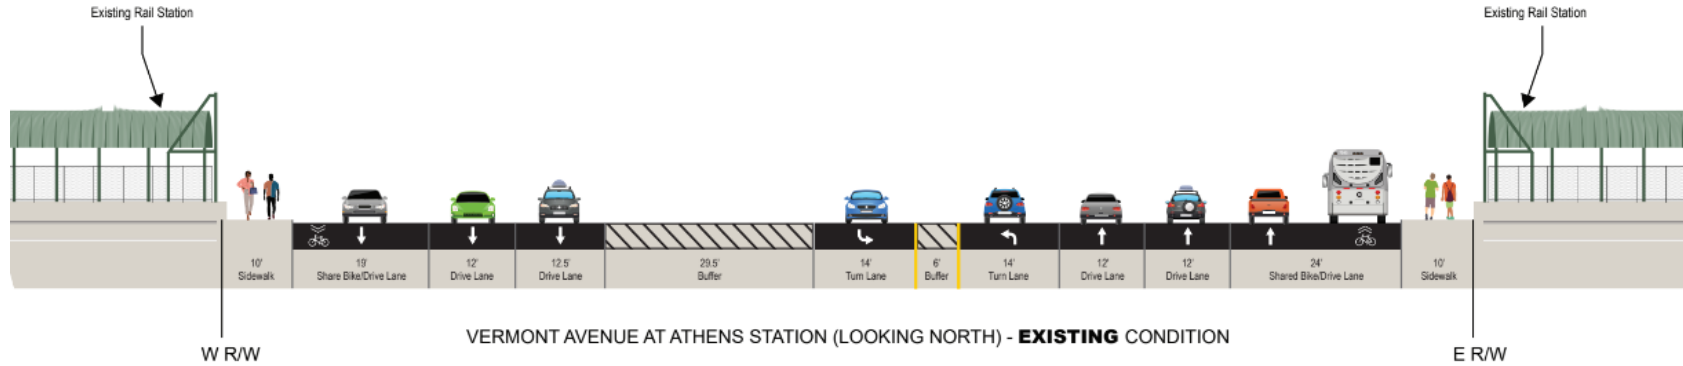 Existing Rail Station
Existing Rail Station
10'
Sidewalk
19'
Share Bike/Drive Lane
12'
Drive Lane
12.5'
Drive Lane
29.5'
Buffer
14'
Turn Lane
6'
Buffer
14'
Turn Lane
12'
Drive Lane
12'
Drive Lane
24'
Shared Bike/Drive Lane
10'
Sidewalk
VERMONT AVENUE AT ATHENS STATION (LOOKING NORTH) - EXISTING CONDITION
W R/W
E R/W